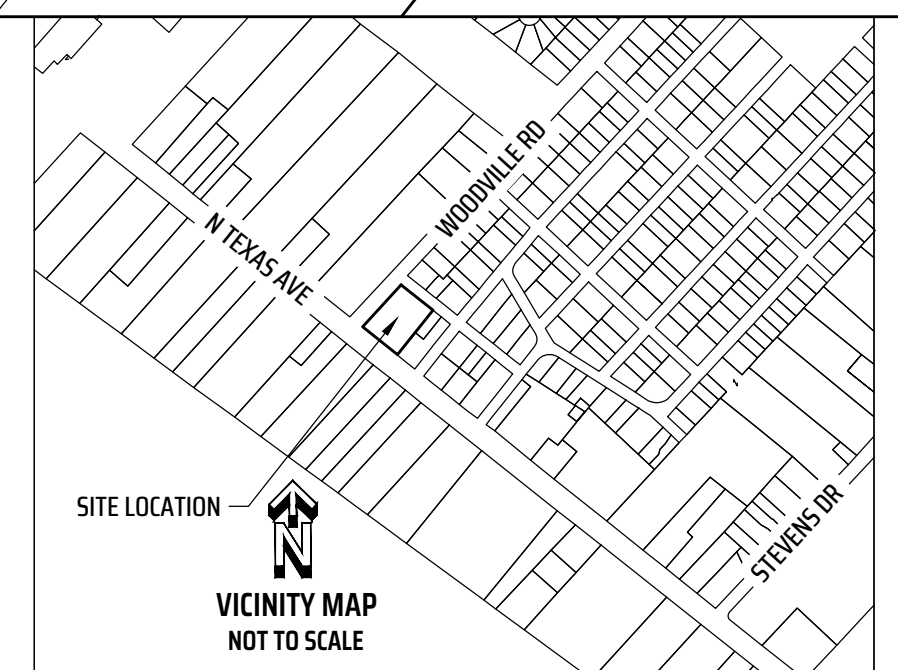 WOODVILLE RD
N TEXAS AVE
SITE LOCATION
STEVENS DR
N
VICINITY MAP
NOT TO SCALE